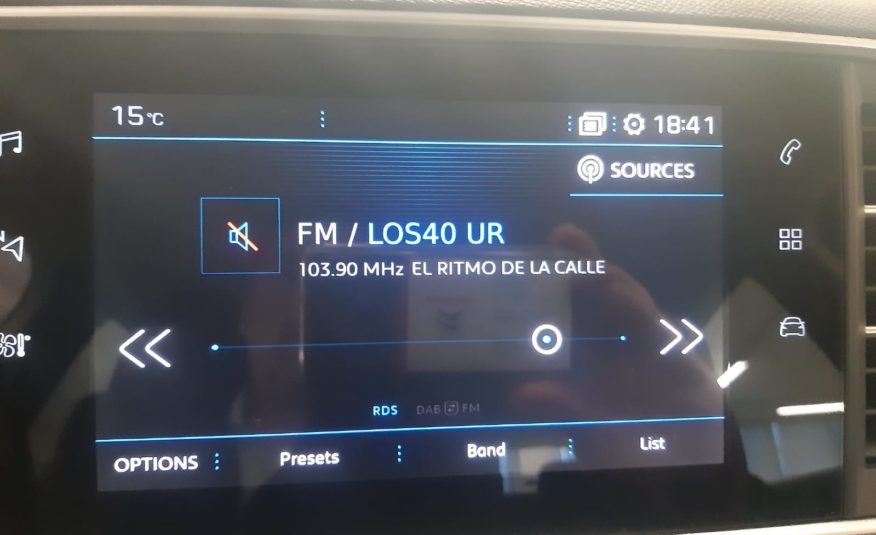 15°C 18:41
SOURCES
FM / LOS40 UR
103.90 MHz EL RITMO DE LA CALLE
RDS DAB FM
OPTIONS Presets Band List